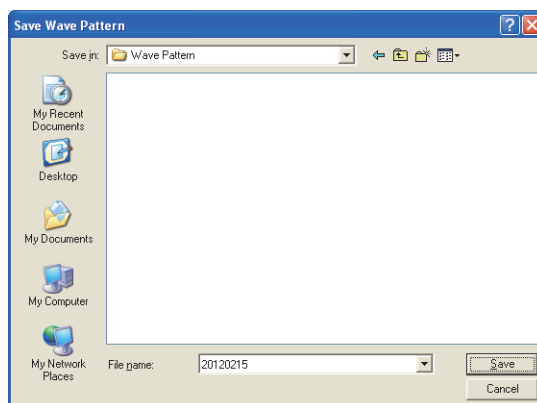 Save Wave Pattern
Save in:
Wave Pattern
My Recent
Documents
Desktop
My Documents
My Computer
My Network
Places
File name:
20120215
Save
Cancel